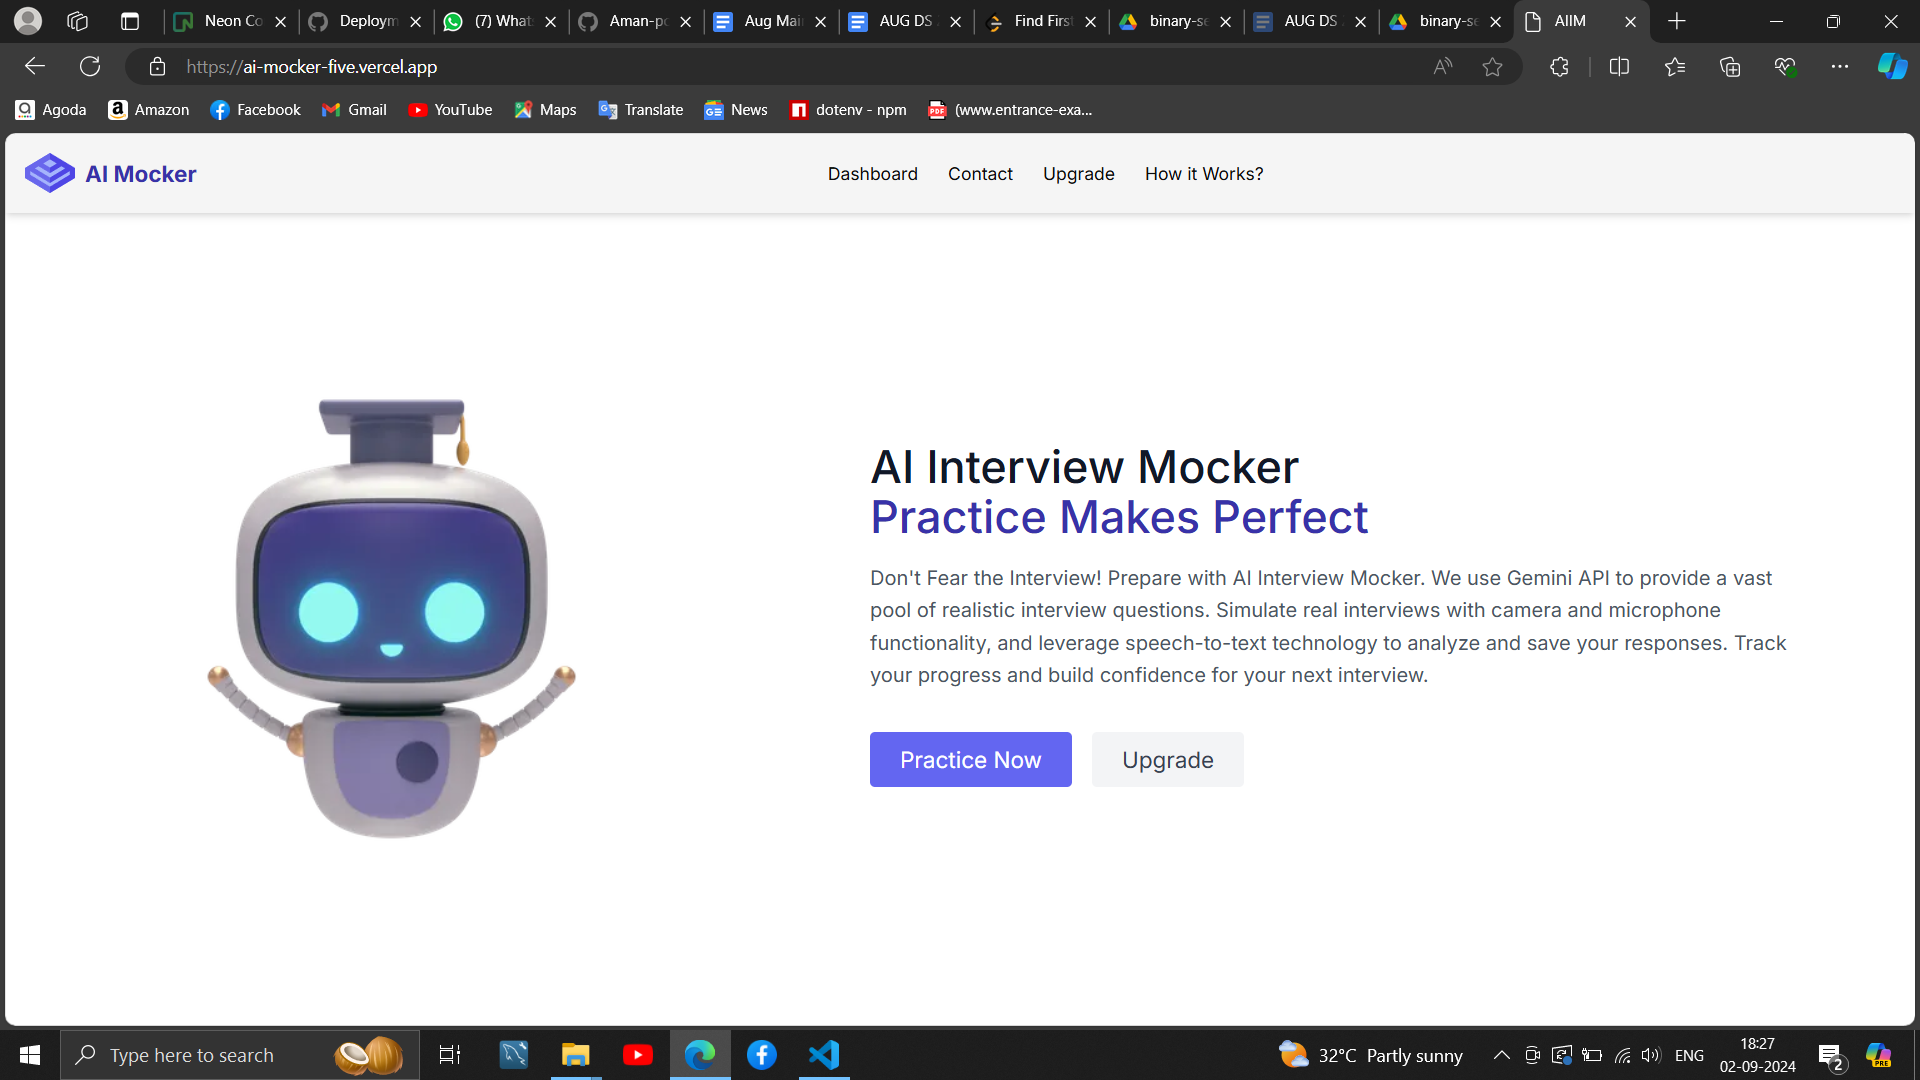 Neon Co
Deploym
(7) Whats
Aman-po
Aug Mai
AUG DS
Find First
binary-se
AUG DS
binary-se
AIIM
https://ai-mocker-five.vercel.app
Agoda
Amazon
Facebook
Gmail
YouTube
Maps
Translate
News
dotenv - npm
(www.entrance-exa...
AI Mocker
Dashboard
Contact
Upgrade
How it Works?
AI Interview Mocker
Practice Makes Perfect
Don't Fear the Interview! Prepare with AI Interview Mocker. We use Gemini API to provide a vast
pool of realistic interview questions. Simulate real interviews with camera and microphone
functionality, and leverage speech-to-text technology to analyze and save your responses. Track
your progress and build confidence for your next interview.
Practice Now
Upgrade
Type here to search
32°C Partly sunny
ENG
18:27
02-09-2024
2
PRE